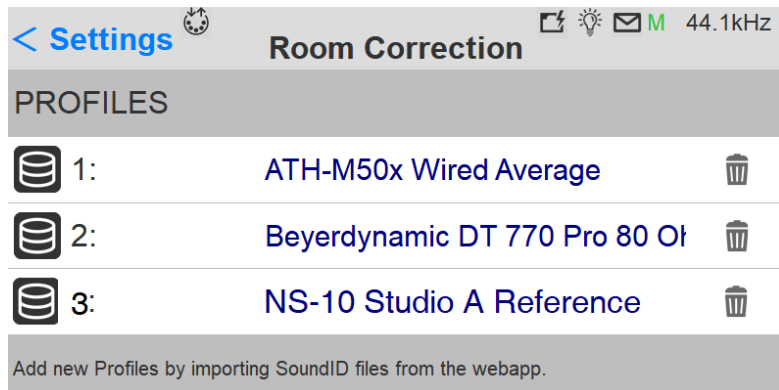 < Settings
Room Correction
M 44.1kHz
PROFILES
1: ATH-M50x Wired Average
2: Beyerdynamic DT 770 Pro 80 Oh
3: NS-10 Studio A Reference
Add new Profiles by importing SoundID files from the webapp.